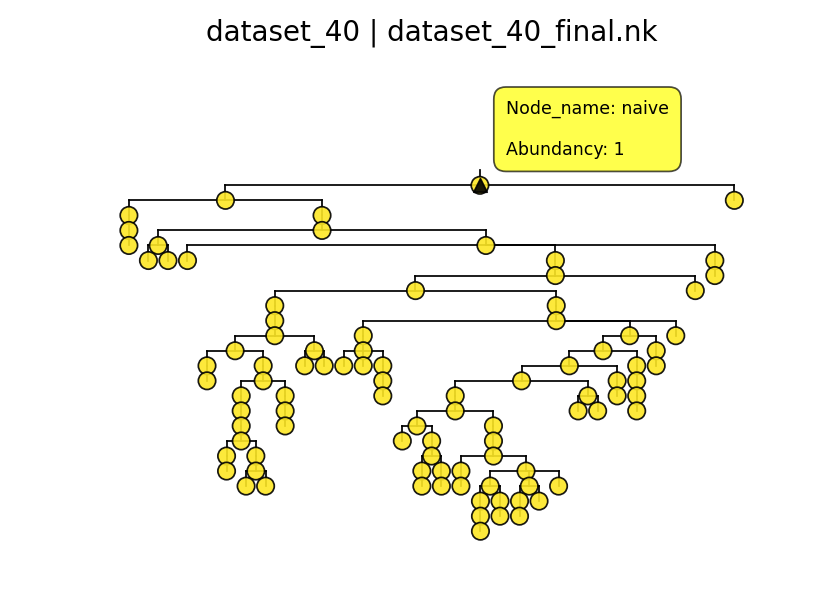 dataset_40 | dataset_40_final.nk
Node_name: naive
Abundancy: 1